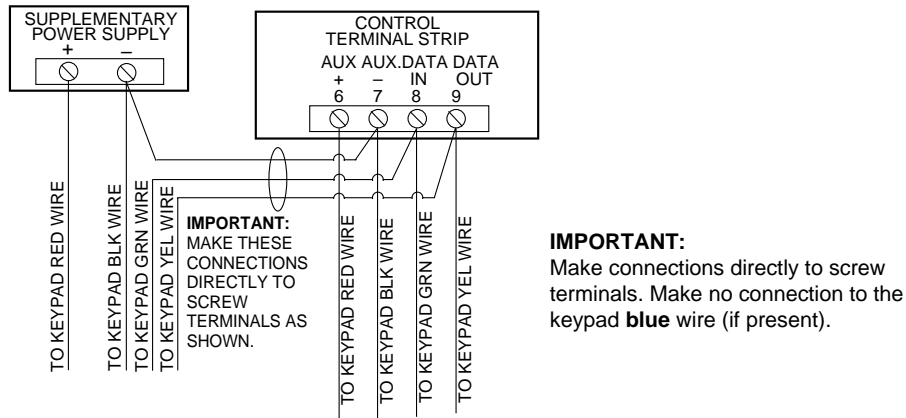 SUPPLEMENTARY
POWER SUPPLY
+ –
CONTROL
TERMINAL STRIP
AUX AUX. DATA DATA
+ – IN OUT
6 7 8 9
TO KEYPAD RED WIRE
TO KEYPAD BLK WIRE
TO KEYPAD GRN WIRE
TO KEYPAD YEL WIRE
IMPORTANT:
MAKE THESE
CONNECTIONS
DIRECTLY TO
SCREW
TERMINALS AS
SHOWN.
TO KEYPAD RED WIRE
TO KEYPAD BLK WIRE
TO KEYPAD GRN WIRE
TO KEYPAD YEL WIRE
IMPORTANT:
Make connections directly to screw
terminals. Make no connection to the
keypad blue wire (if present).